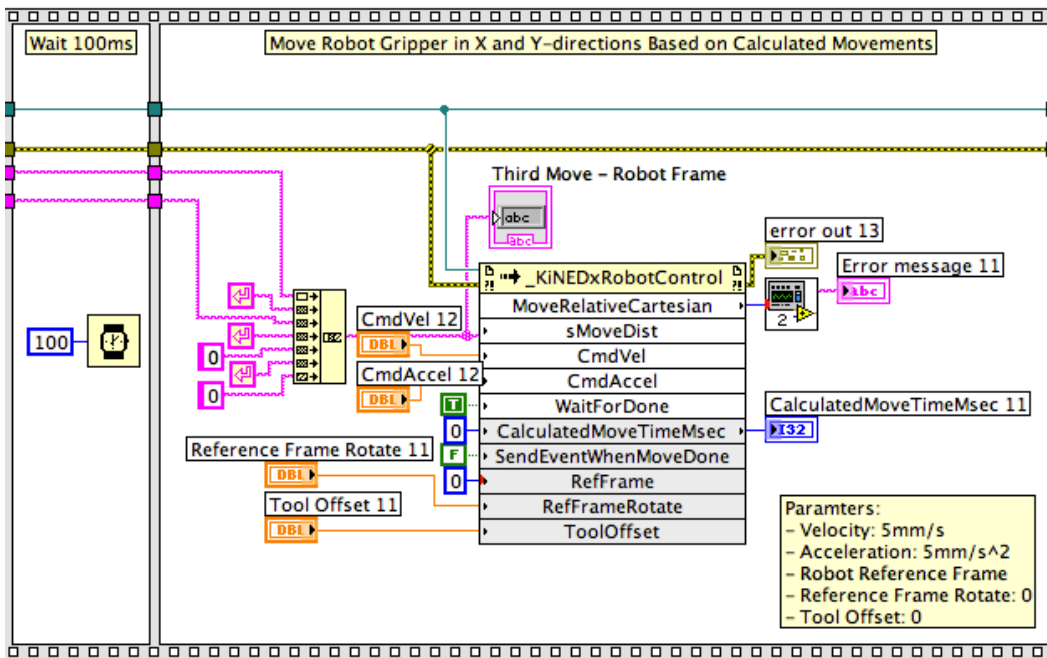 Wait 100ms
Move Robot Gripper in X and Y-directions Based on Calculated Movements
Third Move - Robot Frame
abc
abc
error out 13
Error message 11
abc
2
_KiNEDxRobotControl
MoveRelativeCartesian
sMoveDist
CmdVel
CmdAccel
WaitForDone
CalculatedMoveTimeMsec
SendEventWhenMoveDone
RefFrame
RefFrameRotate
ToolOffset
CmdVel 12
DBL
CmdAccel 12
DBL
100
0
0
T
0
F
0
CalculatedMoveTimeMsec 11
I32
Reference Frame Rotate 11
DBL
Tool Offset 11
DBL
Paramters:
- Velocity: 5mm/s
- Acceleration: 5mm/s^2
- Robot Reference Frame
- Reference Frame Rotate: 0
- Tool Offset: 0